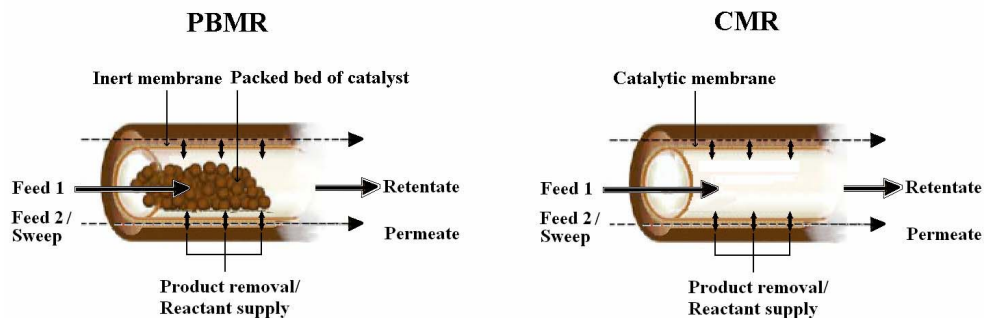 PBMR
Inert membrane
Packed bed of catalyst
Feed 1
Retentate
Feed 2 /
Sweep
Permeate
Product removal/
Reactant supply
CMR
Catalytic membrane
Feed 1
Retentate
Feed 2/
Sweep
Permeate
Product removal/
Reactant supply